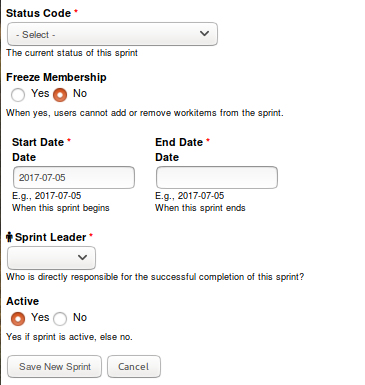 Status Code *
- Select -
The current status of this sprint
Freeze Membership
Yes No
When yes, users cannot add or remove workitems from the sprint.
Start Date * End Date *
Date Date
2017-07-05
E.g., 2017-07-05 E.g., 2017-07-05
When this sprint begins When this sprint ends
Sprint Leader *
Who is directly responsible for the successful completion of this sprint?
Active
Yes No
Yes if sprint is active, else no.
Save New Sprint Cancel